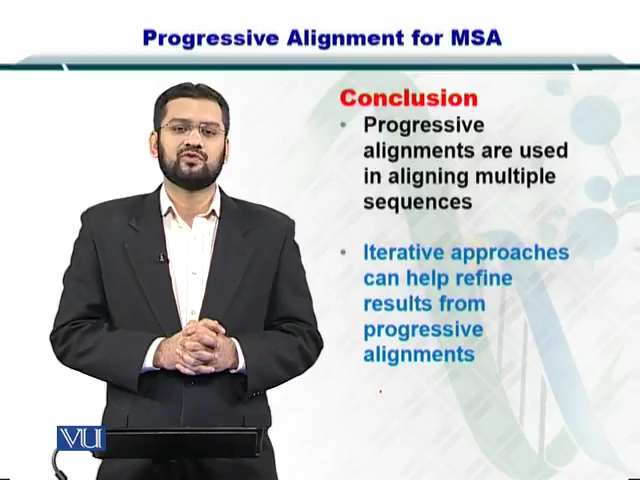 Progressive Alignment for MSA
Conclusion
• Progressive
alignments are used
in aligning multiple
sequences
• Iterative approaches
can help refine
results from
progressive
alignments
VU